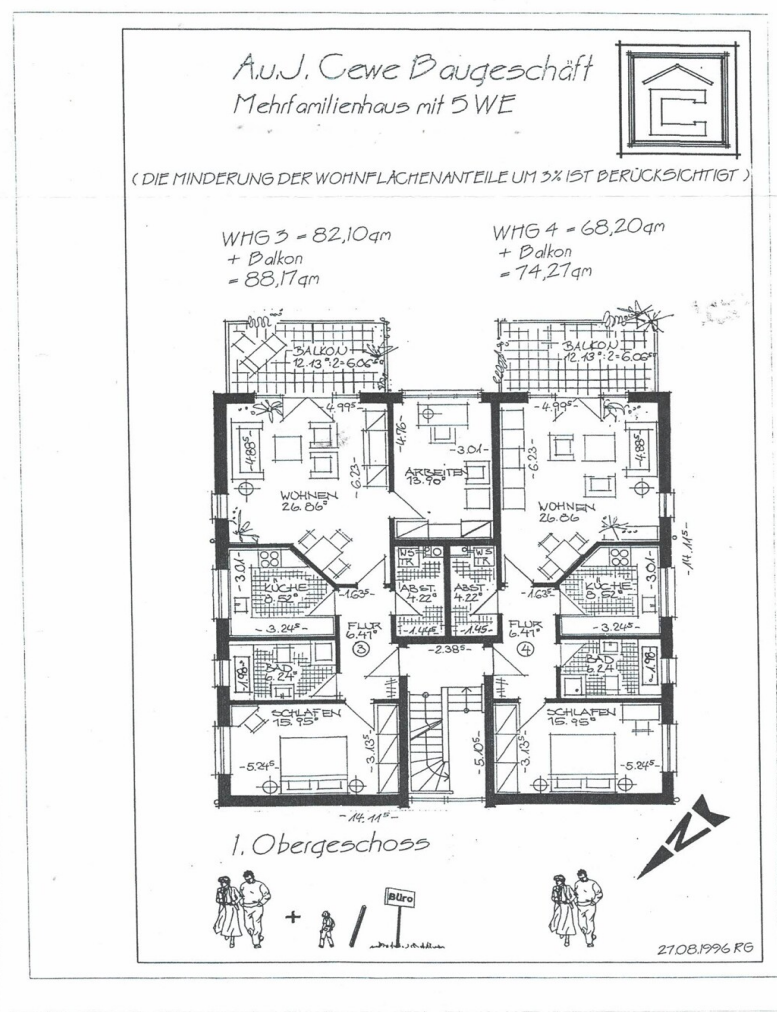 A.u.J. Cewe Baugeschäft
Mehrfamilienhaus mit 5 WE
(DIE MINDERUNG DER WOHNFLÄCHENANTEILE UM 3% IST BERÜCKSICHTIGT)
WHG 3 = 82,10qm
+ Balkon
= 88,17qm
WHG 4 = 68,20qm
+ Balkon
= 74,27qm
BALKON
12.13°:2=6.06⁵
BALKON
12.13°:2=6.06⁵
-4.99⁵-
-4.76-
-3.01-
-4.99⁵-
-4.88⁵-
-6.23-
ARBEITEN
13.90°
-6.23-
-4.88⁵-
WOHNEN
26.86°
WOHNEN
26.86
-14.11⁵-
WS
TR
WS
TR
-3.01-
KÜCHE
8.52°
-1.63⁵-
ABST.
4.22°
ABST.
4.22°
-1.63⁵-
KÜCHE
8.52°
-3.01-
-3.24⁵-
FLUR
6.47°
3
-1.44⁵-
-1.45-
FLUR
6.47°
4
-3.24⁵-
-2.38⁵-
-1.98-
BAD
6.24°
BAD
6.24
-1.98-
SCHLAFEN
15.95°
SCHLAFEN
15.95°
-5.24⁵-
-3.13⁵-
-5.10⁵-
-3.13⁵-
-5.24⁵-
-14.11⁵-
1. Obergeschoss
N
+
/
Büro
27.08.1996 RG